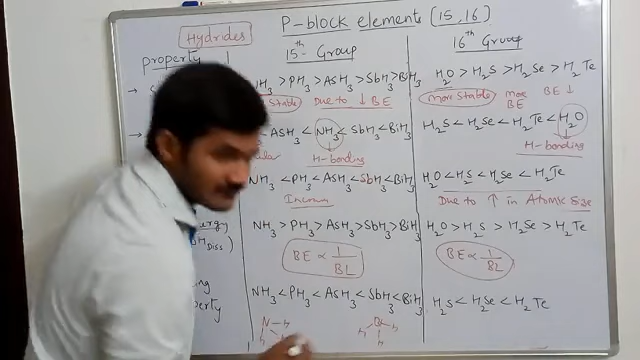 P-block elements (15,16)
Hydrides
property 15th Group 16th Group
NH3 > PH3 > AsH3 > SbH3 > BiH3 H2O > H2S > H2Se > H2Te
Stable Due to ↓ BE more stable more BE BE ↓
AsH3 < NH3 < SbH3 < BiH3 H2S < H2Se < H2Te < H2O
H-bonding H-bonding
NH3 < PH3 < AsH3 < SbH3 < BiH3 H2O < H2S < H2Se < H2Te
Due to ↑ in Atomic Size
NH3 > PH3 > AsH3 > SbH3 > BiH3 H2O > H2S > H2Se > H2Te
HDiss)
BE ∝ 1/BL BE ∝ 1/BL
NH3 < PH3 < AsH3 < SbH3 < BiH3 H2S < H2Se < H2Te
N H H H H H